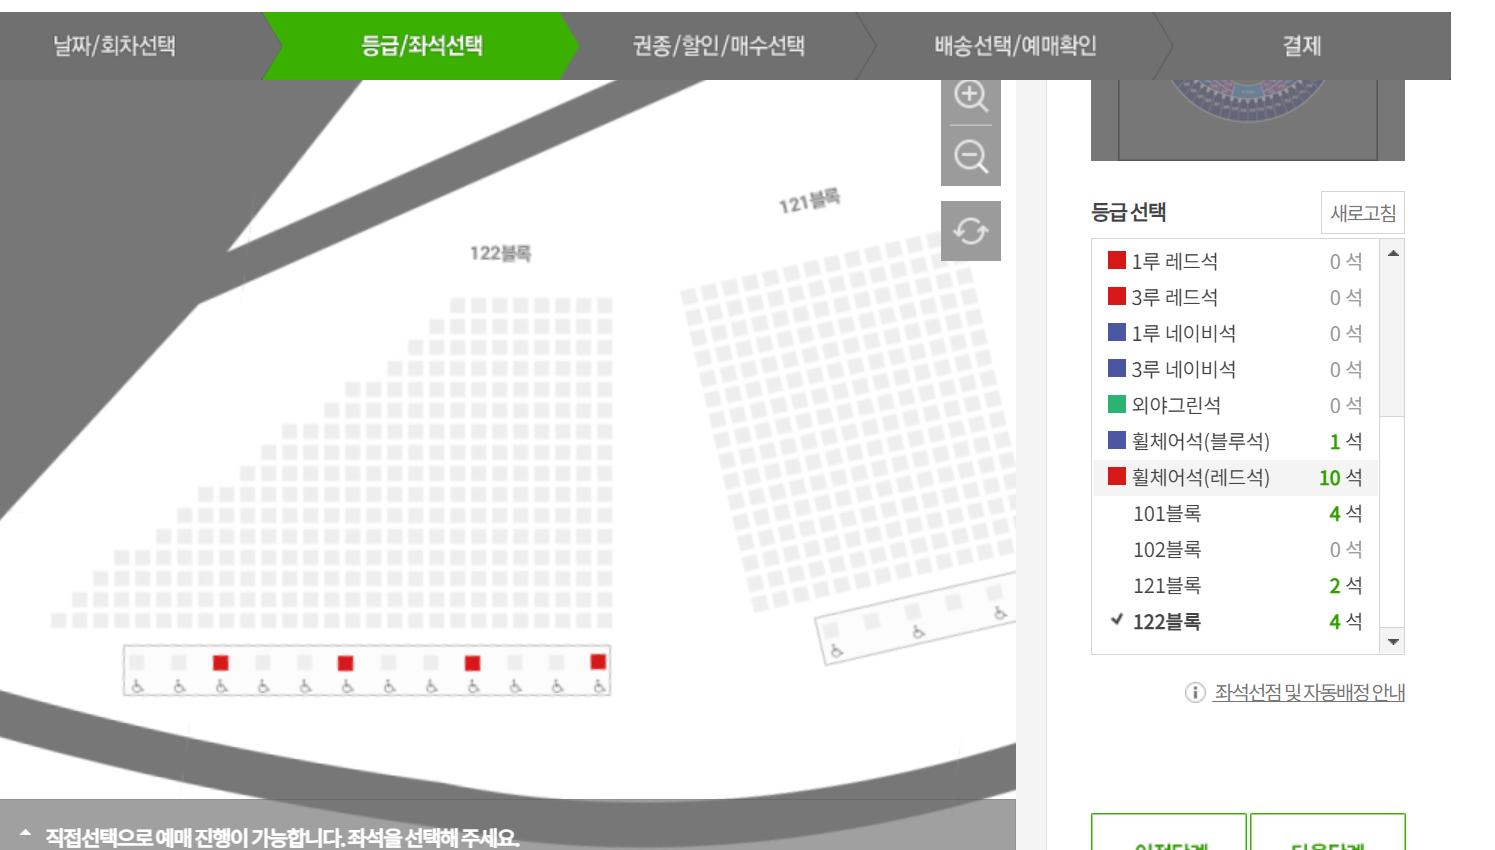 날짜/회차선택
등급/좌석선택
권종/할인/매수선택
배송선택/예매확인
결제
121블록
122블록
등급 선택
새로고침
1루 레드석 0 석
3루 레드석 0 석
1루 네이비석 0 석
3루 네이비석 0 석
외야그린석 0 석
휠체어석(블루석) 1 석
휠체어석(레드석) 10 석
101블록 4 석
102블록 0 석
121블록 2 석
122블록 4 석
좌석선점 및 자동배정 안내
직접선택으로 예매 진행이 가능합니다. 좌석을 선택해 주세요.